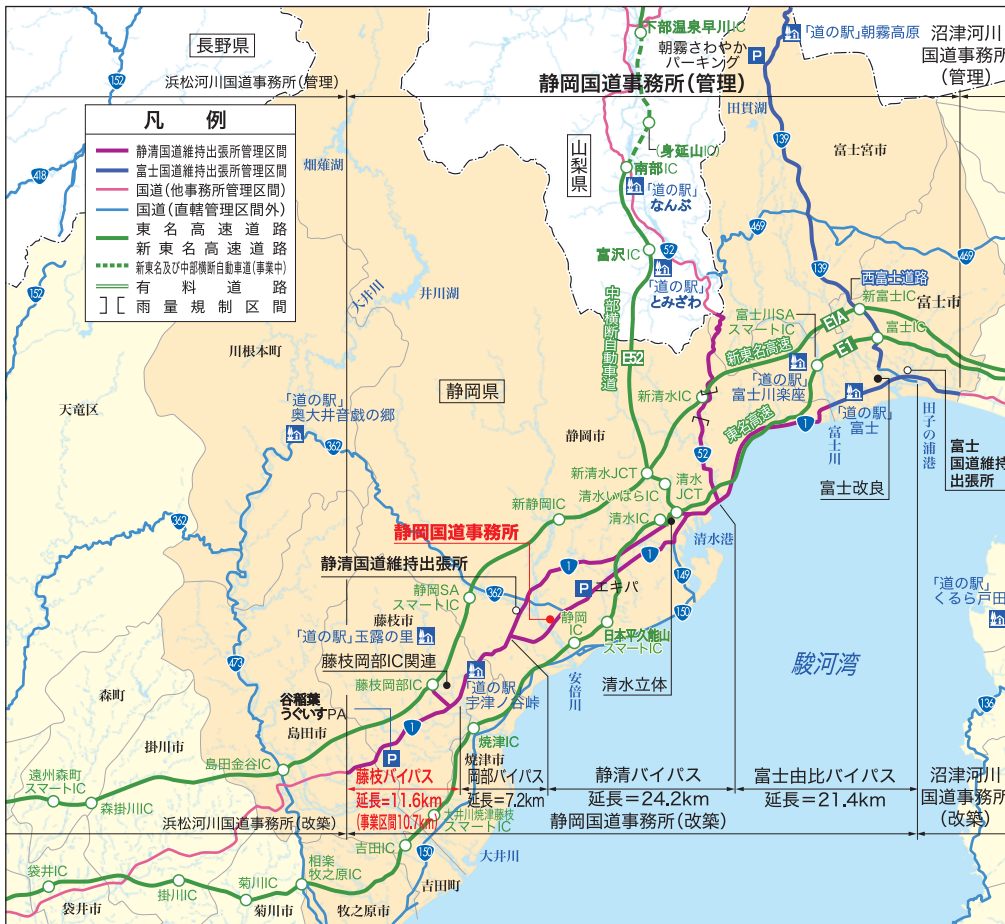 長野県
浜松河川国道事務所(管理)
下部温泉早川IC
朝霧さわやか
パーキング
静岡国道事務所(管理)
「道の駅」朝霧高原
沼津河川
国道事務所
(管理)
凡 例
静清国道維持出張所管理区間
富士国道維持出張所管理区間
国道(他事務所管理区間)
国道(直轄管理区間外)
東名高速道路
新東名高速道路
新東名及び中部横断自動車道(事業中)
有料道路
雨量規制区間
152
418
152
畑薙湖
井川湖
大井川
田貫湖
139
富士宮市
(身延山IC)
山梨県
南部IC
「道の駅」
なんぶ
富沢IC
52
「道の駅」
とみざわ
469
469
139
西富士道路
新富士IC
富士市
富士川SA
スマートIC
富士IC
E1A
新東名高速
E1
東名高速
中部横断自動車道
E52
川根本町
静岡県
天竜区
「道の駅」
奥大井音戯の郷
362
静岡市
新清水IC
「道の駅」
富士川楽座
「道の駅」
富士
1
富士川
田子の浦港
富士
国道維持
出張所
富士改良
52
新清水JCT
清水
JCT
清水いはらIC
新静岡IC
清水IC
清水港
362
静岡国道事務所
静清国道維持出張所
1
1
149
150
エキパ
静岡SA
スマートIC
362
藤枝市
静岡
IC
日本平久能山
スマートIC
「道の駅」
くるら戸田
「道の駅」玉露の里
藤枝岡部IC関連
藤枝岡部IC
「道の駅」
宇津ノ谷峠
安倍川
清水立体
駿河湾
473
136
森町
谷稲葉
うぐいすPA
島田市
1
掛川市
島田金谷IC
焼津IC
焼津市
遠州森町
スマートIC
森掛川IC
藤枝バイパス
延長=11.6km
(事業区間10.7km)
岡部バイパス
延長=7.2km
静清バイパス
延長=24.2km
富士由比バイパス
延長=21.4km
沼津河川
国道事務所
(改築)
浜松河川国道事務所(改築)
静岡国道事務所(改築)
大井川焼津藤枝
スマートIC
吉田IC
150
大井川
吉田町
相楽
牧之原IC
袋井IC
掛川IC
菊川IC
袋井市
菊川市
牧之原市